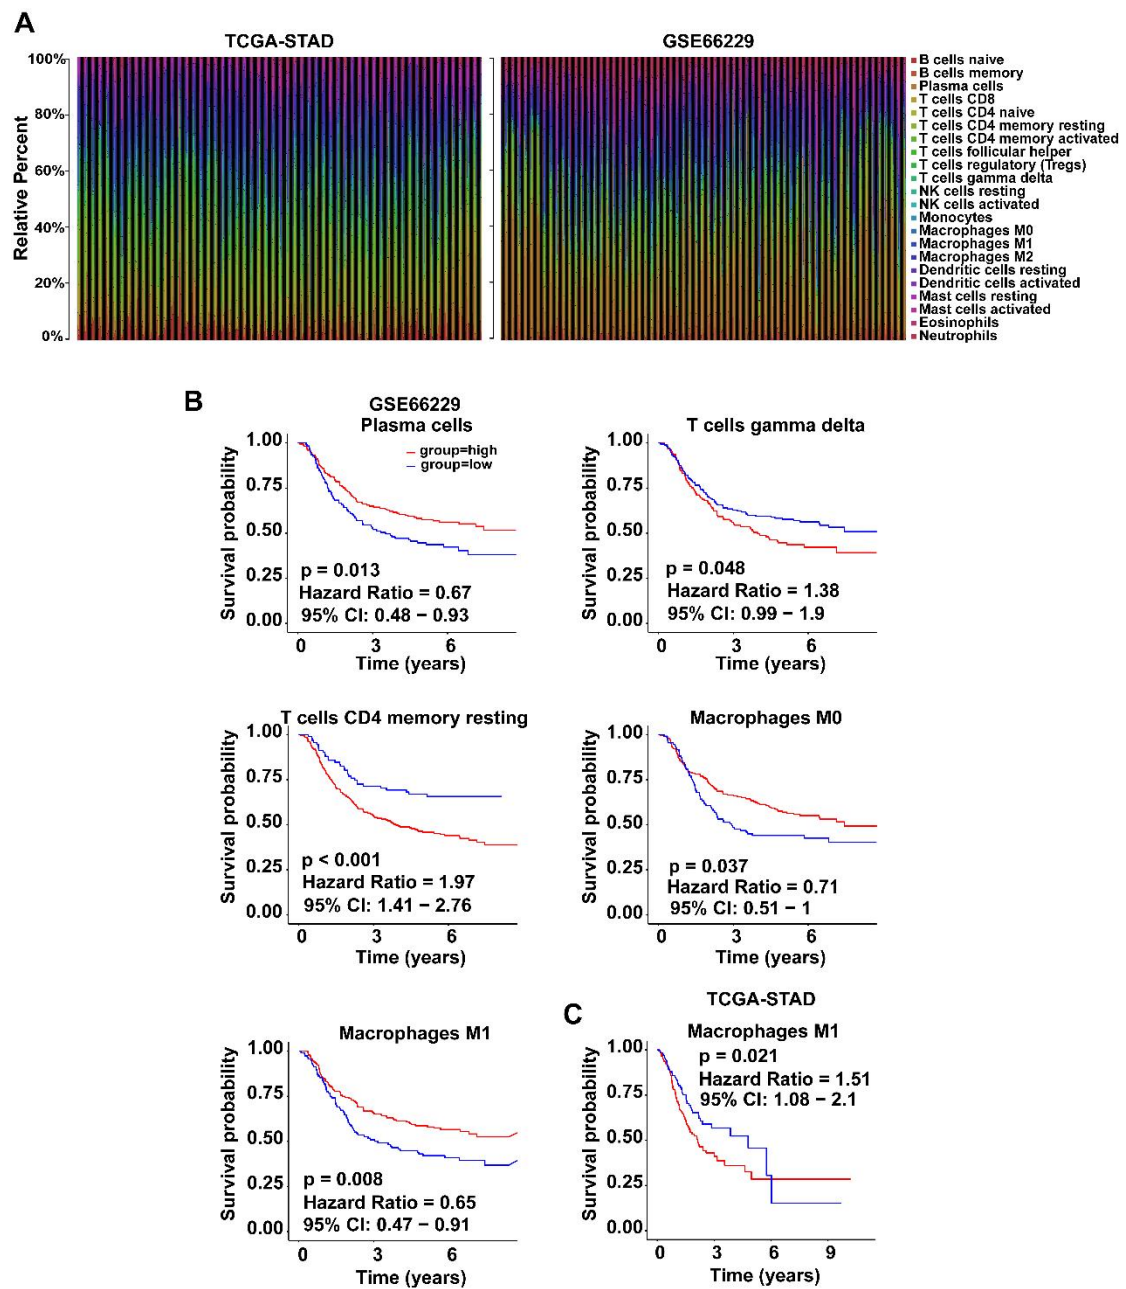 A
TCGA-STAD
GSE66229
Relative Percent
100%
80%
60%
40%
20%
0%
B cells naive
B cells memory
Plasma cells
T cells CD8
T cells CD4 naive
T cells CD4 memory resting
T cells CD4 memory activated
T cells follicular helper
T cells regulatory (Tregs)
T cells gamma delta
NK cells resting
NK cells activated
Monocytes
Macrophages M0
Macrophages M1
Macrophages M2
Dendritic cells resting
Dendritic cells activated
Mast cells resting
Mast cells activated
Eosinophils
Neutrophils
B
GSE66229
Plasma cells
group=high
group=low
Survival probability
1.00
0.75
0.50
0.25
0.00
p = 0.013
Hazard Ratio = 0.67
95% CI: 0.48 − 0.93
0 3 6
Time (years)
T cells gamma delta
Survival probability
1.00
0.75
0.50
0.25
0.00
p = 0.048
Hazard Ratio = 1.38
95% CI: 0.99 − 1.9
0 3 6
Time (years)
T cells CD4 memory resting
Survival probability
1.00
0.75
0.50
0.25
0.00
p < 0.001
Hazard Ratio = 1.97
95% CI: 1.41 − 2.76
0 3 6
Time (years)
Macrophages M0
Survival probability
1.00
0.75
0.50
0.25
0.00
p = 0.037
Hazard Ratio = 0.71
95% CI: 0.51 − 1
0 3 6
Time (years)
Macrophages M1
Survival probability
1.00
0.75
0.50
0.25
0.00
p = 0.008
Hazard Ratio = 0.65
95% CI: 0.47 − 0.91
0 3 6
Time (years)
C
TCGA-STAD
Macrophages M1
Survival probability
1.00
0.75
0.50
0.25
0.00
p = 0.021
Hazard Ratio = 1.51
95% CI: 1.08 − 2.1
0 3 6 9
Time (years)